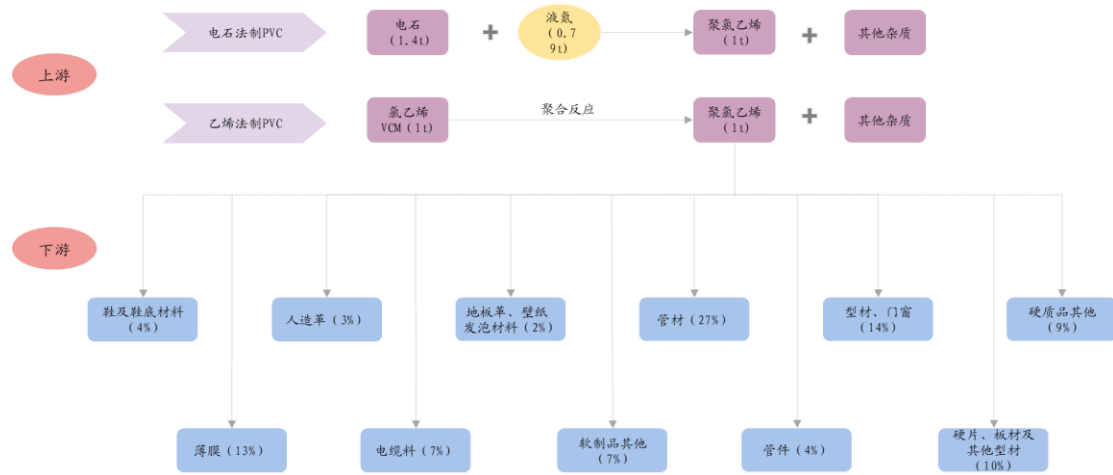 电石法制PVC
电石
(1.4t)
+
液氯
(0.7
9t)
聚氯乙烯
(1t)
+
其他杂质
上游
乙烯法制PVC
氯乙烯
VCM (1t)
聚合反应
聚氯乙烯
(1t)
+
其他杂质
下游
鞋及鞋底材料
(4%)
人造革 (3%)
地板革、壁纸
发泡材料 (2%)
管材 (27%)
型材、门窗
(14%)
硬质品其他
(9%)
薄膜 (13%)
电缆料 (7%)
软制品其他
(7%)
管件 (4%)
硬片、板材及
其他型材
(10%)